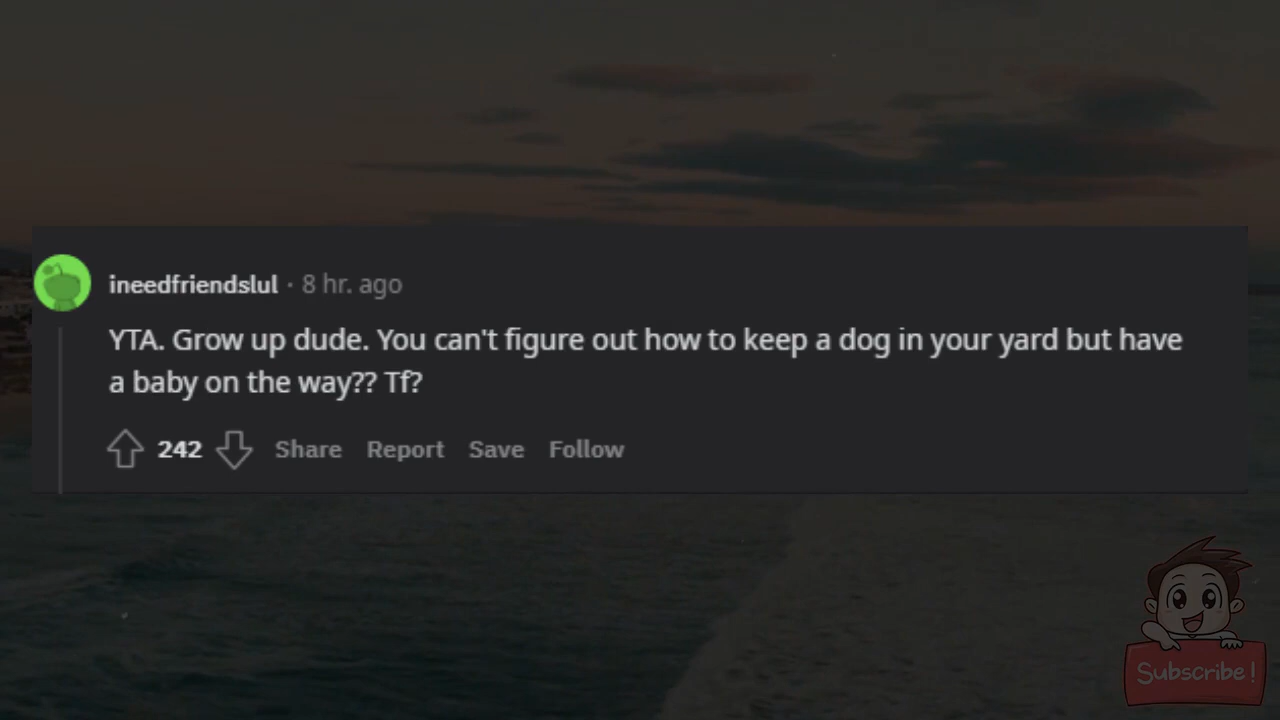 ineedfriendslul · 8 hr. ago
YTA. Grow up dude. You can't figure out how to keep a dog in your yard but have
a baby on the way?? Tf?
242 Share Report Save Follow
Subscribe!